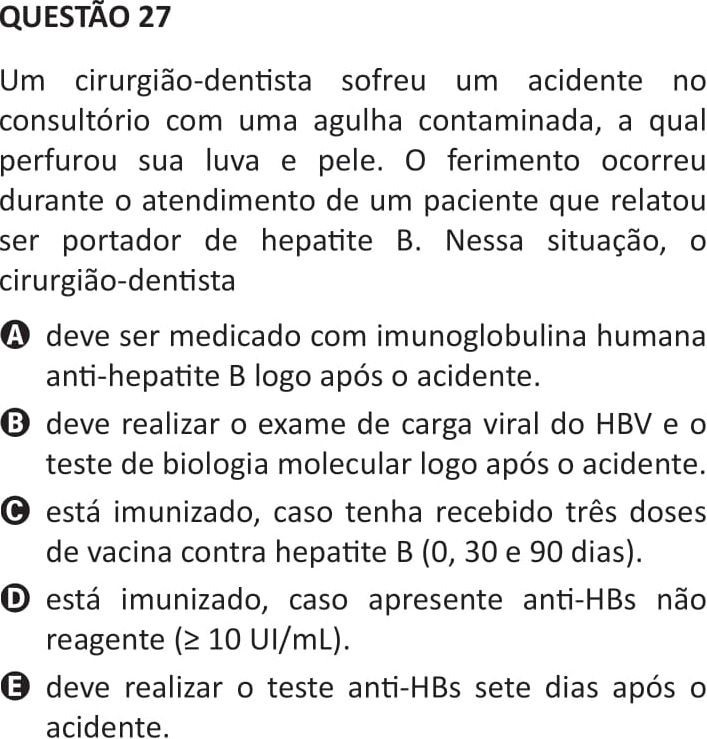 QUESTÃO 27
Um cirurgião-dentista sofreu um acidente no
consultório com uma agulha contaminada, a qual
perfurou sua luva e pele. O ferimento ocorreu
durante o atendimento de um paciente que relatou
ser portador de hepatite B. Nessa situação, o
cirurgião-dentista
A deve ser medicado com imunoglobulina humana
anti-hepatite B logo após o acidente.
B deve realizar o exame de carga viral do HBV e o
teste de biologia molecular logo após o acidente.
C está imunizado, caso tenha recebido três doses
de vacina contra hepatite B (0, 30 e 90 dias).
D está imunizado, caso apresente anti-HBs não
reagente (≥ 10 UI/mL).
E deve realizar o teste anti-HBs sete dias após o
acidente.